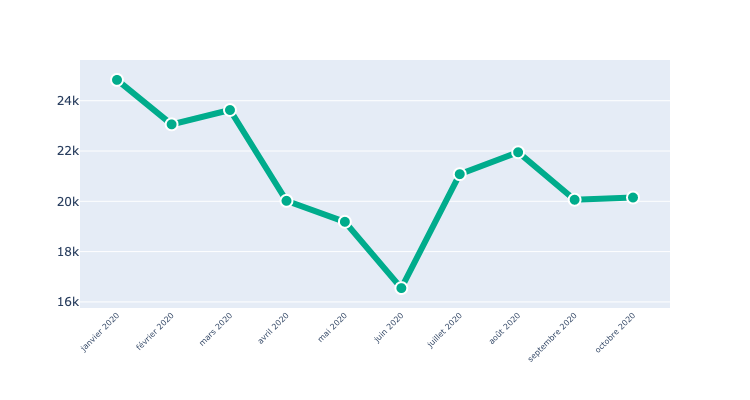 24k
22k
20k
18k
16k
janvier 2020
février 2020
mars 2020
avril 2020
mai 2020
juin 2020
juillet 2020
août 2020
septembre 2020
octobre 2020